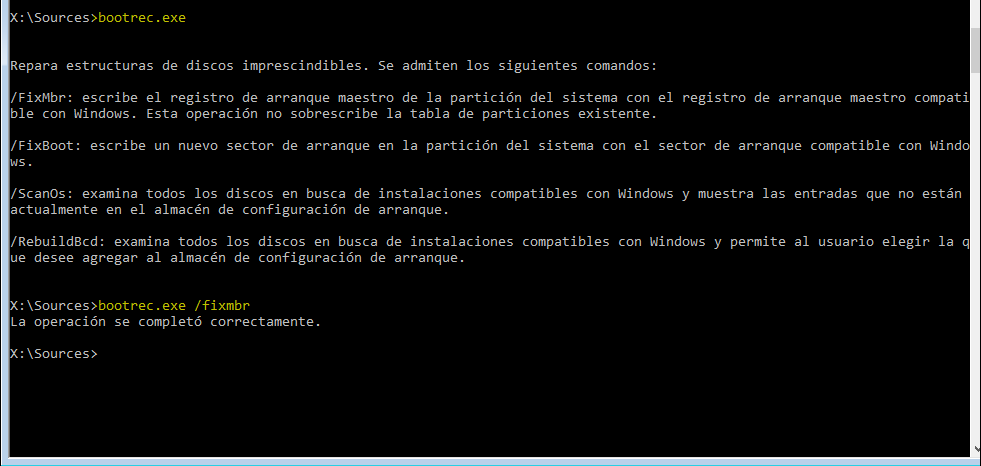 X:\Sources>bootrec.exe
Repara estructuras de discos imprescindibles. Se admiten los siguientes comandos:
/FixMbr: escribe el registro de arranque maestro de la partición del sistema con el registro de arranque maestro compati
ble con Windows. Esta operación no sobrescribe la tabla de particiones existente.
/FixBoot: escribe un nuevo sector de arranque en la partición del sistema con el sector de arranque compatible con Windo
ws.
/ScanOs: examina todos los discos en busca de instalaciones compatibles con Windows y muestra las entradas que no están
actualmente en el almacén de configuración de arranque.
/RebuildBcd: examina todos los discos en busca de instalaciones compatibles con Windows y permite al usuario elegir la q
ue desee agregar al almacén de configuración de arranque.
X:\Sources>bootrec.exe /fixmbr
La operación se completó correctamente.
X:\Sources>